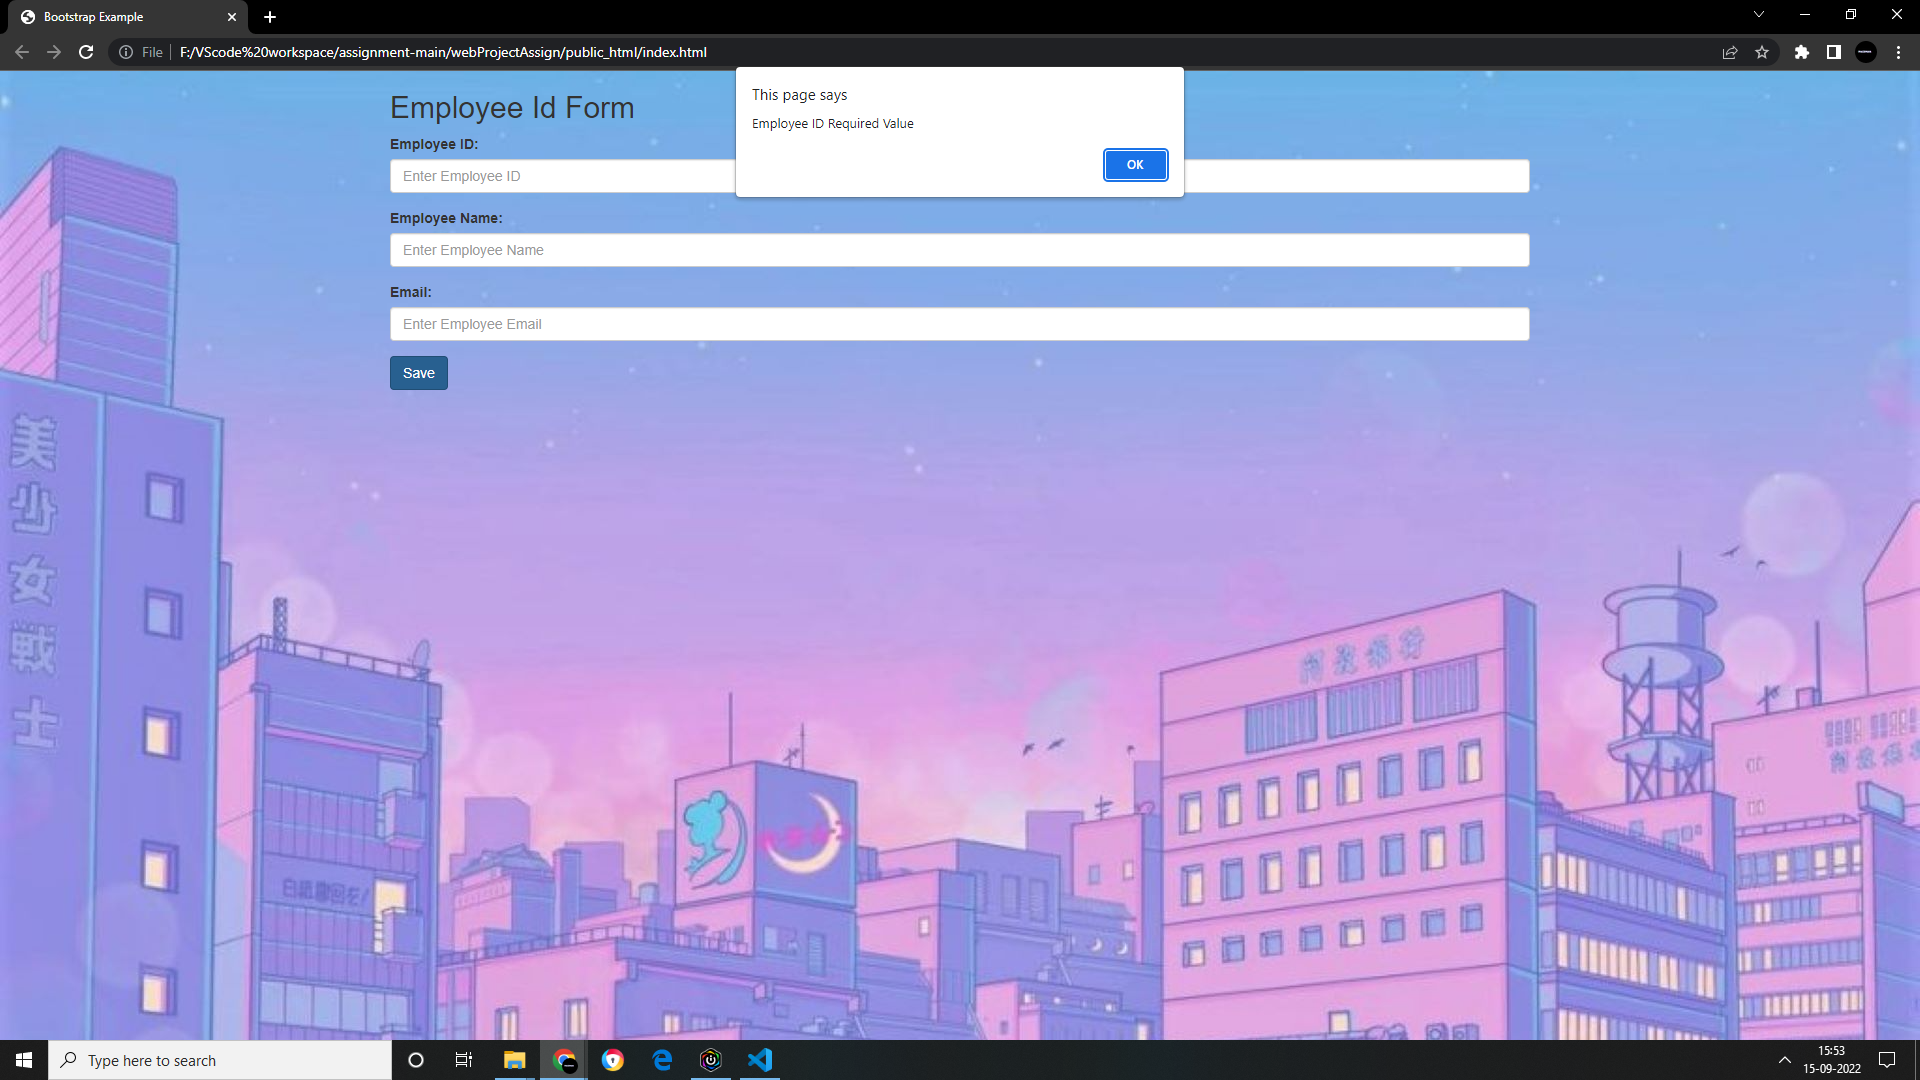 Bootstrap Example
File
F:/VScode%20workspace/assignment-main/webProjectAssign/public_html/index.html
This page says
Employee ID Required Value
OK
Employee Id Form
Employee ID:
Enter Employee ID
Employee Name:
Enter Employee Name
Email:
Enter Employee Email
Save
美
少
女
戦
士
Type here to search
15:53
15-09-2022